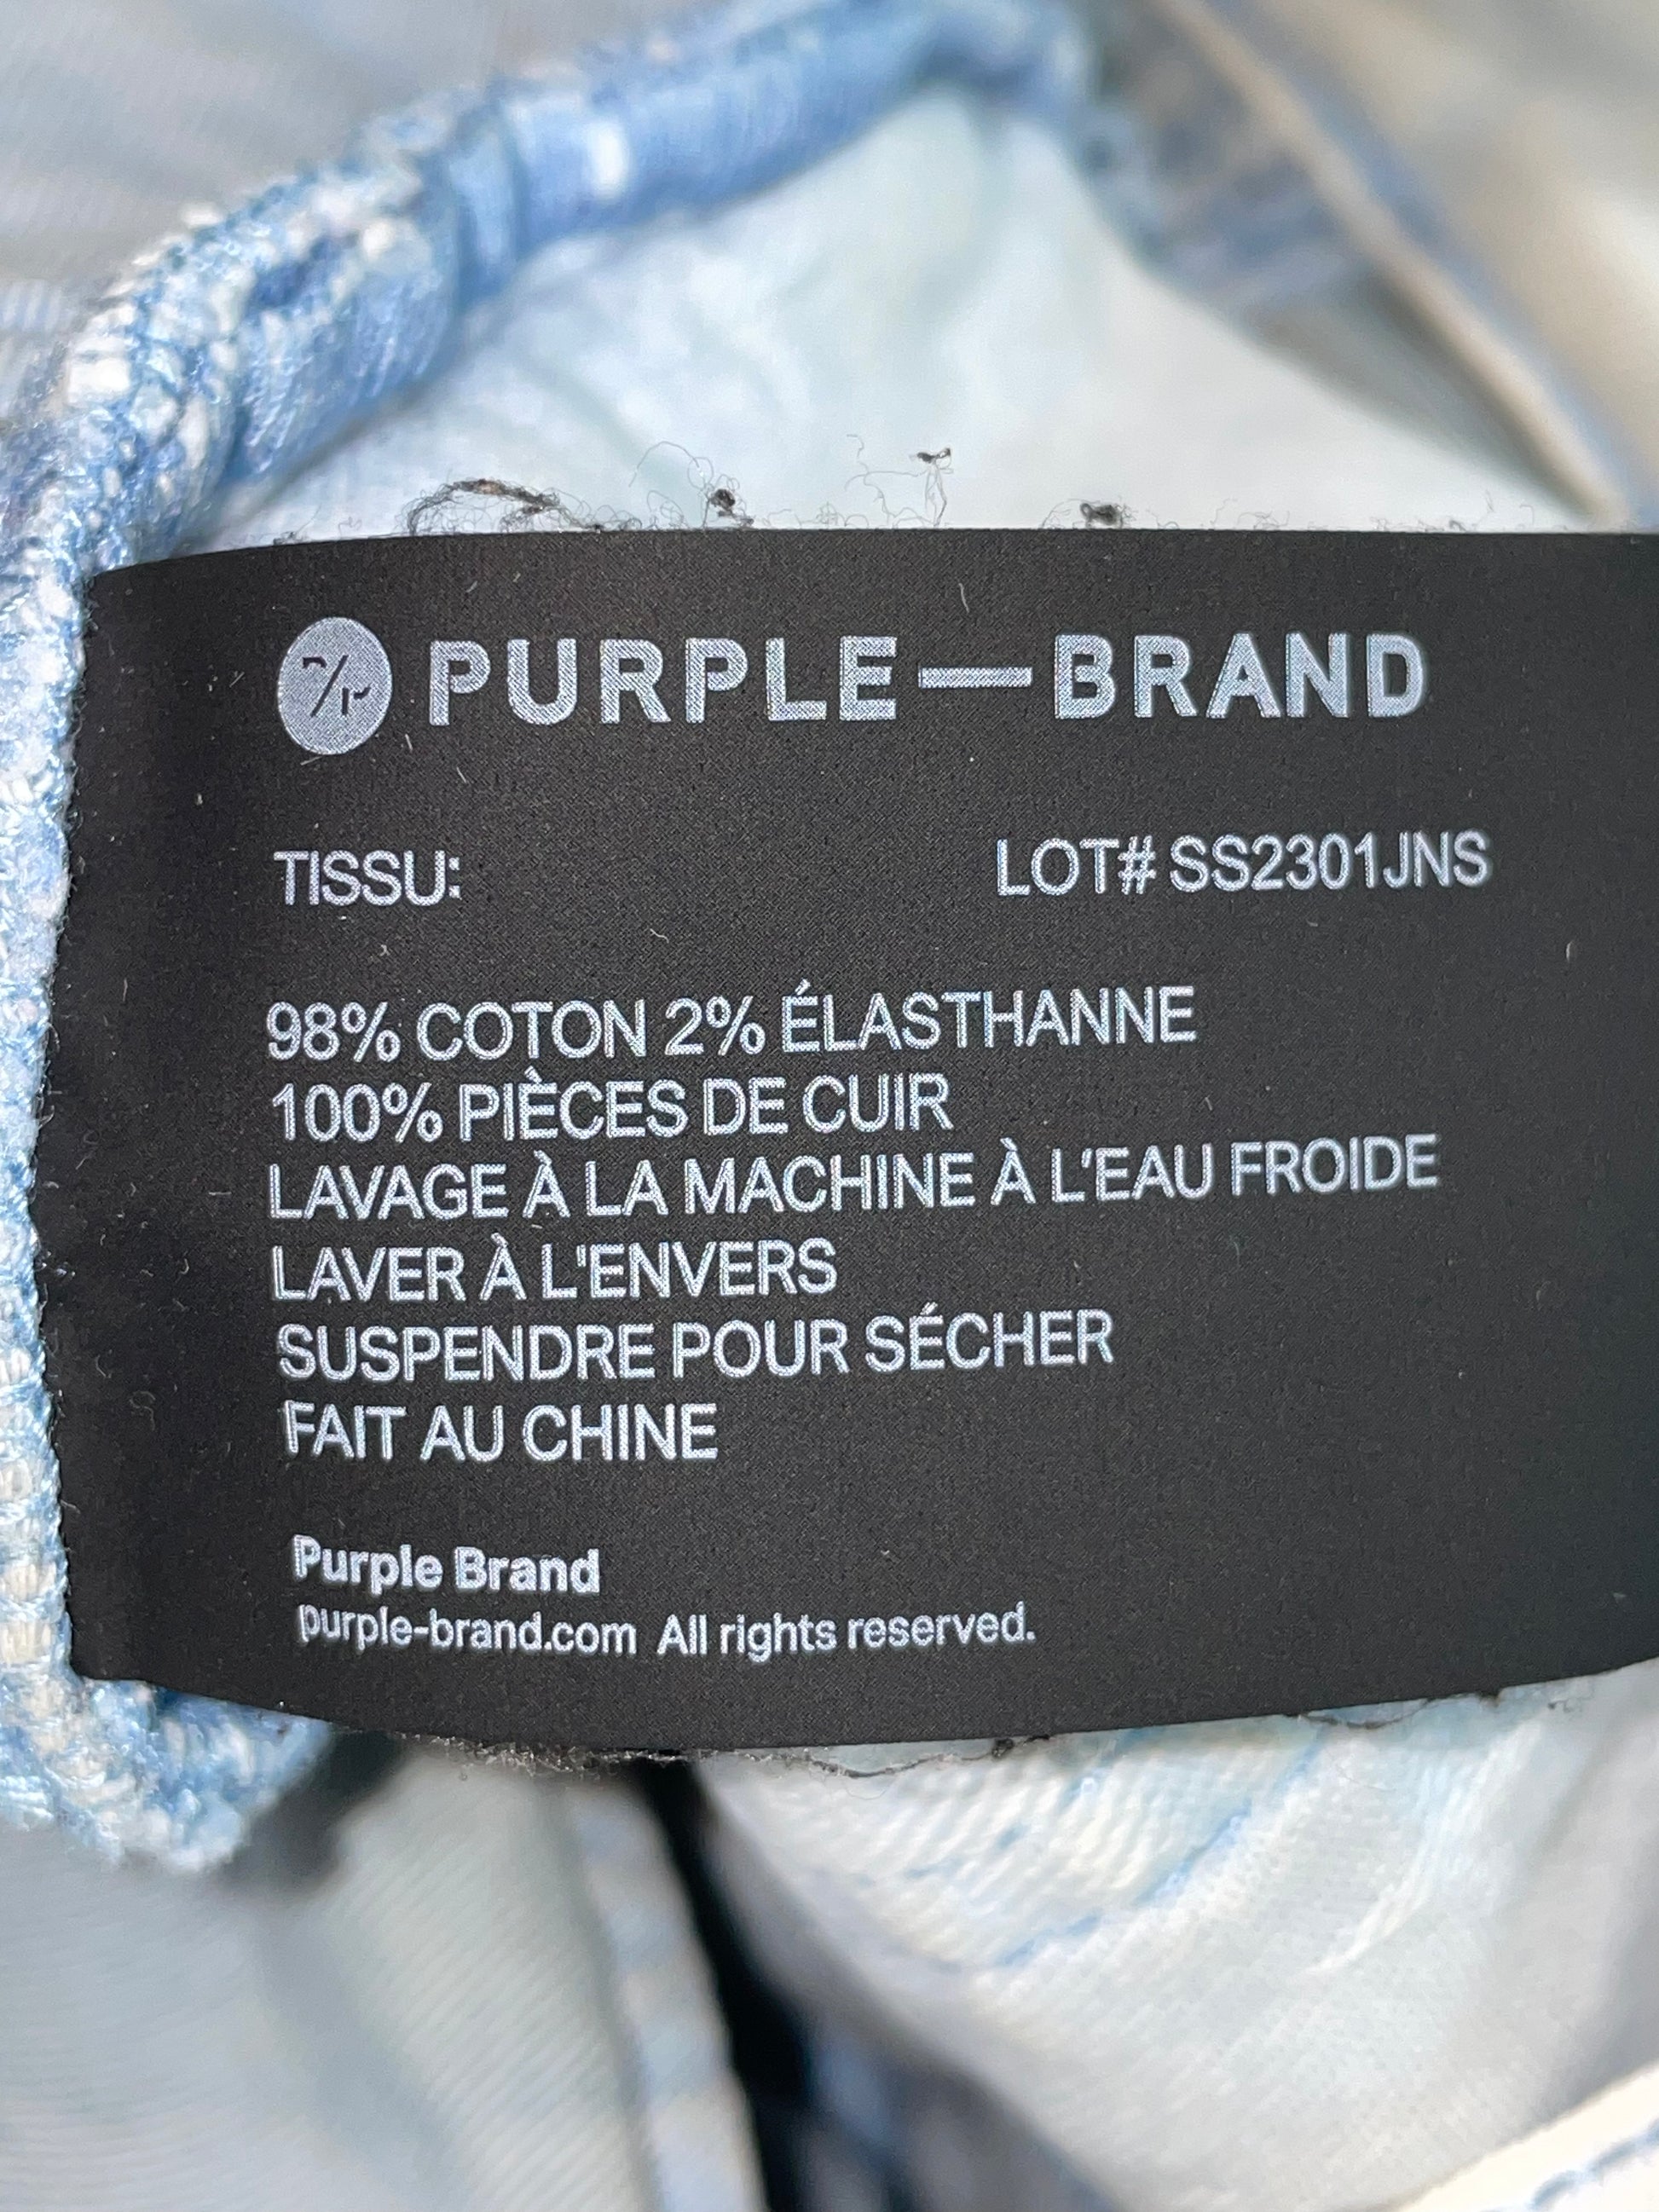 PURPLE—BRAND
TISSU: LOT# SS2301JNS
98% COTON 2% ÉLASTHANNE
100% PIÈCES DE CUIR
LAVAGE À LA MACHINE À L'EAU FROIDE
LAVER À L'ENVERS
SUSPENDRE POUR SÉCHER
FAIT AU CHINE
Purple Brand
purple-brand.com All rights reserved.